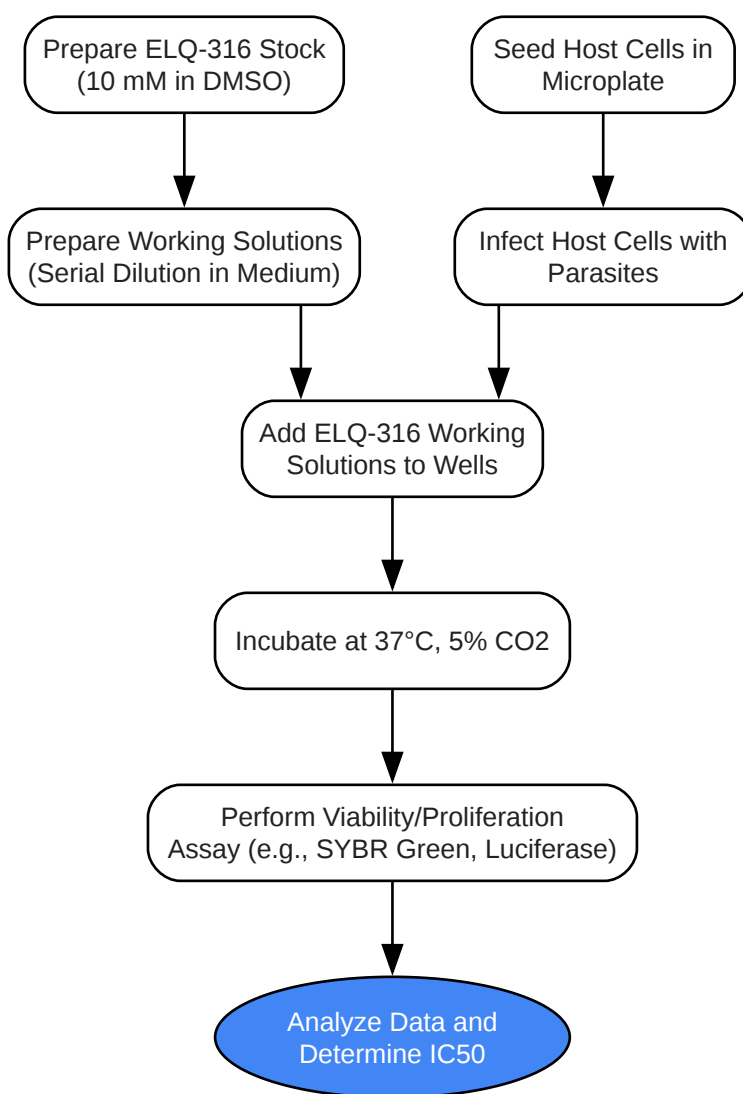 Prepare ELQ-316 Stock
(10 mM in DMSO)
Seed Host Cells in
Microplate
Prepare Working Solutions
(Serial Dilution in Medium)
Infect Host Cells with
Parasites
Add ELQ-316 Working
Solutions to Wells
Incubate at 37°C, 5% CO2
Perform Viability/Proliferation
Assay (e.g., SYBR Green, Luciferase)
Analyze Data and
Determine IC50